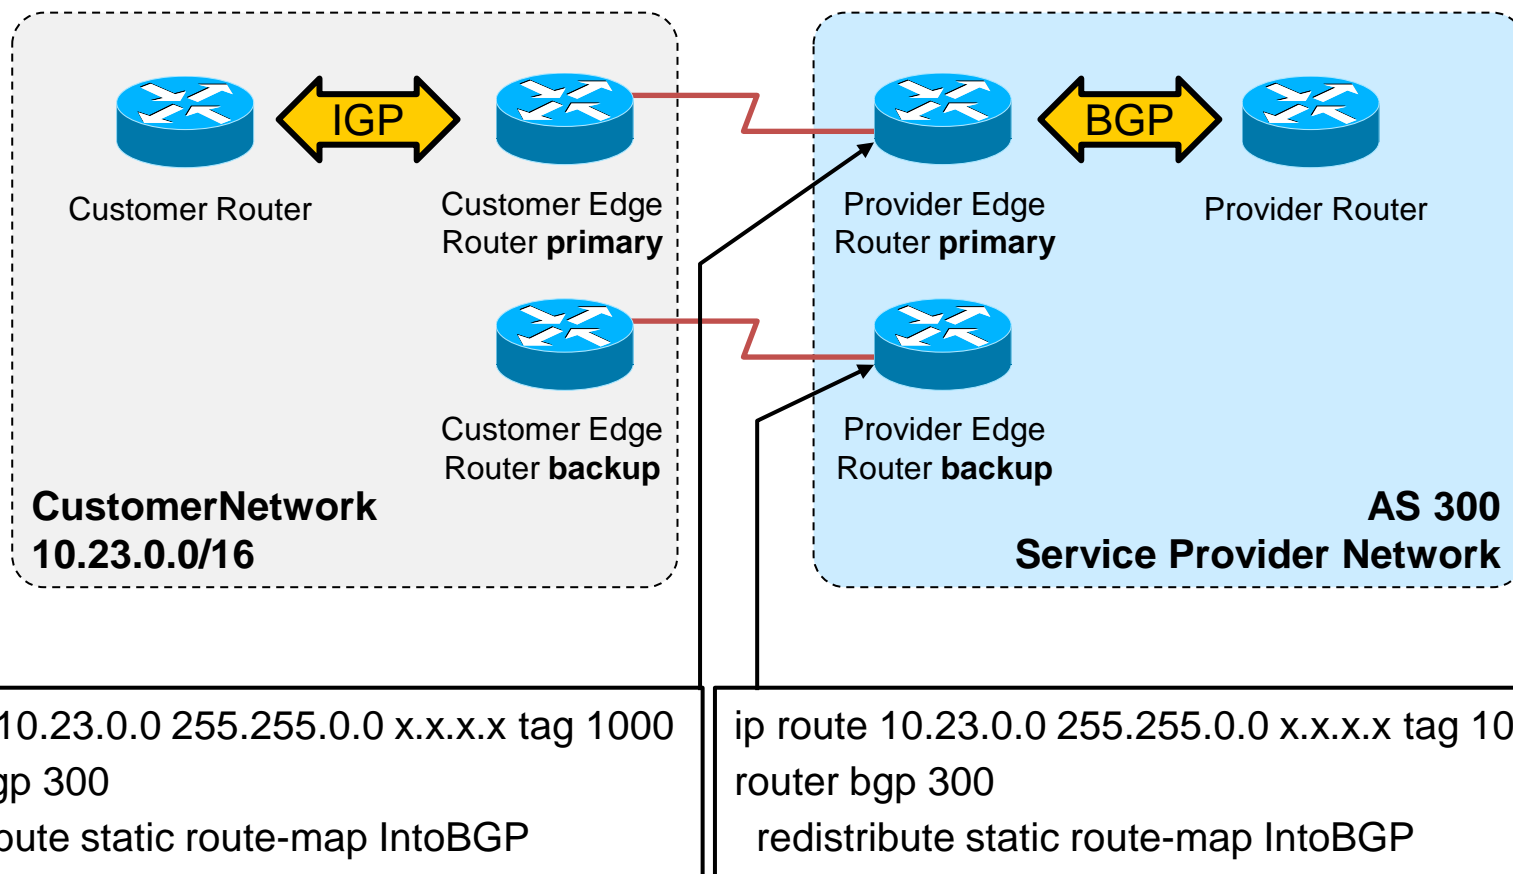 IGP
BGP
Customer Router
Customer Edge
Router primary
Provider Edge
Router primary
Provider Router
Customer Edge
Router backup
Provider Edge
Router backup
CustomerNetwork
10.23.0.0/16
AS 300
Service Provider Network
10.23.0.0 255.255.0.0 x.x.x.x tag 1000
gp 300
bute static route-map IntoBGP
ip route 10.23.0.0 255.255.0.0 x.x.x.x tag 10
router bgp 300
redistribute static route-map IntoBGP